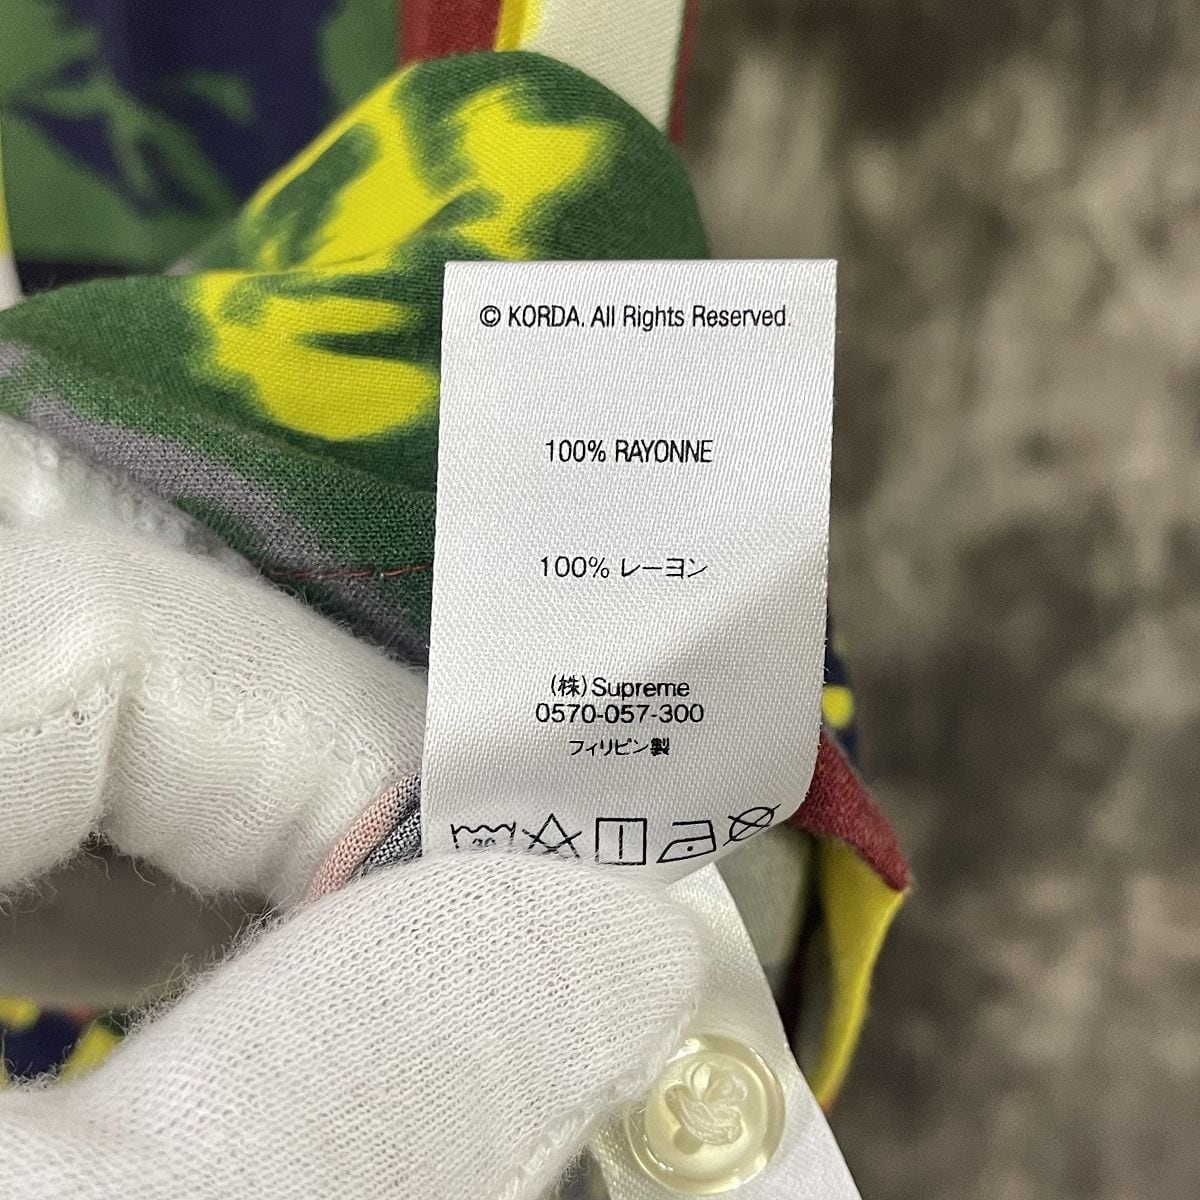 © KORDA. All Rights Reserved.
100% RAYONNE
100% レーヨン
(株)Supreme
0570-057-300
フィリピン製